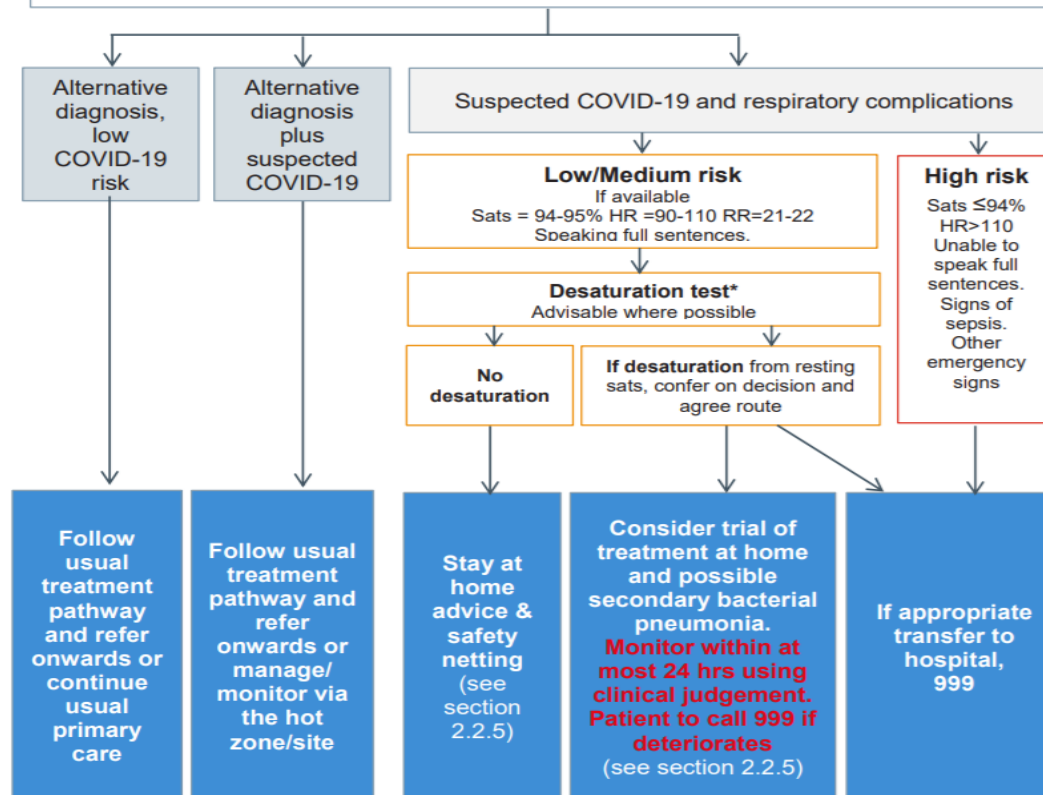 Alternative
diagnosis,
low
COVID-19
risk
Alternative
diagnosis
plus
suspected
COVID-19
Suspected COVID-19 and respiratory complications
Low/Medium risk
If available
Sats = 94-95% HR =90-110 RR=21-22
Speaking full sentences.
High risk
Sats ≤94%
HR>110
Unable to
speak full
sentences.
Signs of
sepsis.
Other
emergency
signs
Desaturation test*
Advisable where possible
No
desaturation
If desaturation from resting
sats, confer on decision and
agree route
Follow
usual
treatment
pathway
and refer
onwards or
continue
usual
primary
care
Follow usual
treatment
pathway and
refer
onwards or
manage/
monitor via
the hot
zone/site
Stay at
home
advice &
safety
netting
(see
section
2.2.5)
Consider trial of
treatment at home
and possible
secondary bacterial
pneumonia.
Monitor within at
most 24 hrs using
clinical judgement.
Patient to call 999 if
deteriorates
(see section 2.2.5)
If appropriate
transfer to
hospital,
999